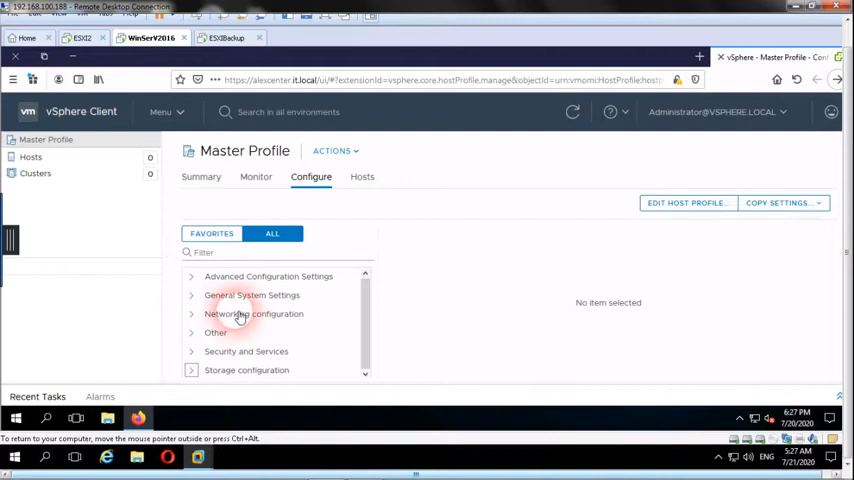 192.168.100.188 - Remote Desktop Connection
Home
ESXI2
WinSerV2016
ESXIBackup
vSphere - Master Profile - Conf
https://alexcenter.it.local/ui/#?extensionId=vsphere.core.hostProfile.manage&objectId=urn:vmomi:HostProfile:hostp
vm vSphere Client
Menu
Search in all environments
Administrator@VSPHERE.LOCAL
Master Profile
Hosts 0
Clusters 0
Master Profile
ACTIONS
Summary Monitor Configure Hosts
EDIT HOST PROFILE... COPY SETTINGS...
FAVORITES ALL
Filter
Advanced Configuration Settings
General System Settings
Networking configuration
Other
Security and Services
Storage configuration
No item selected
Recent Tasks Alarms
6:27 PM
7/20/2020
To return to your computer, move the mouse pointer outside or press Ctrl+Alt.
ENG
5:27 AM
7/21/2020